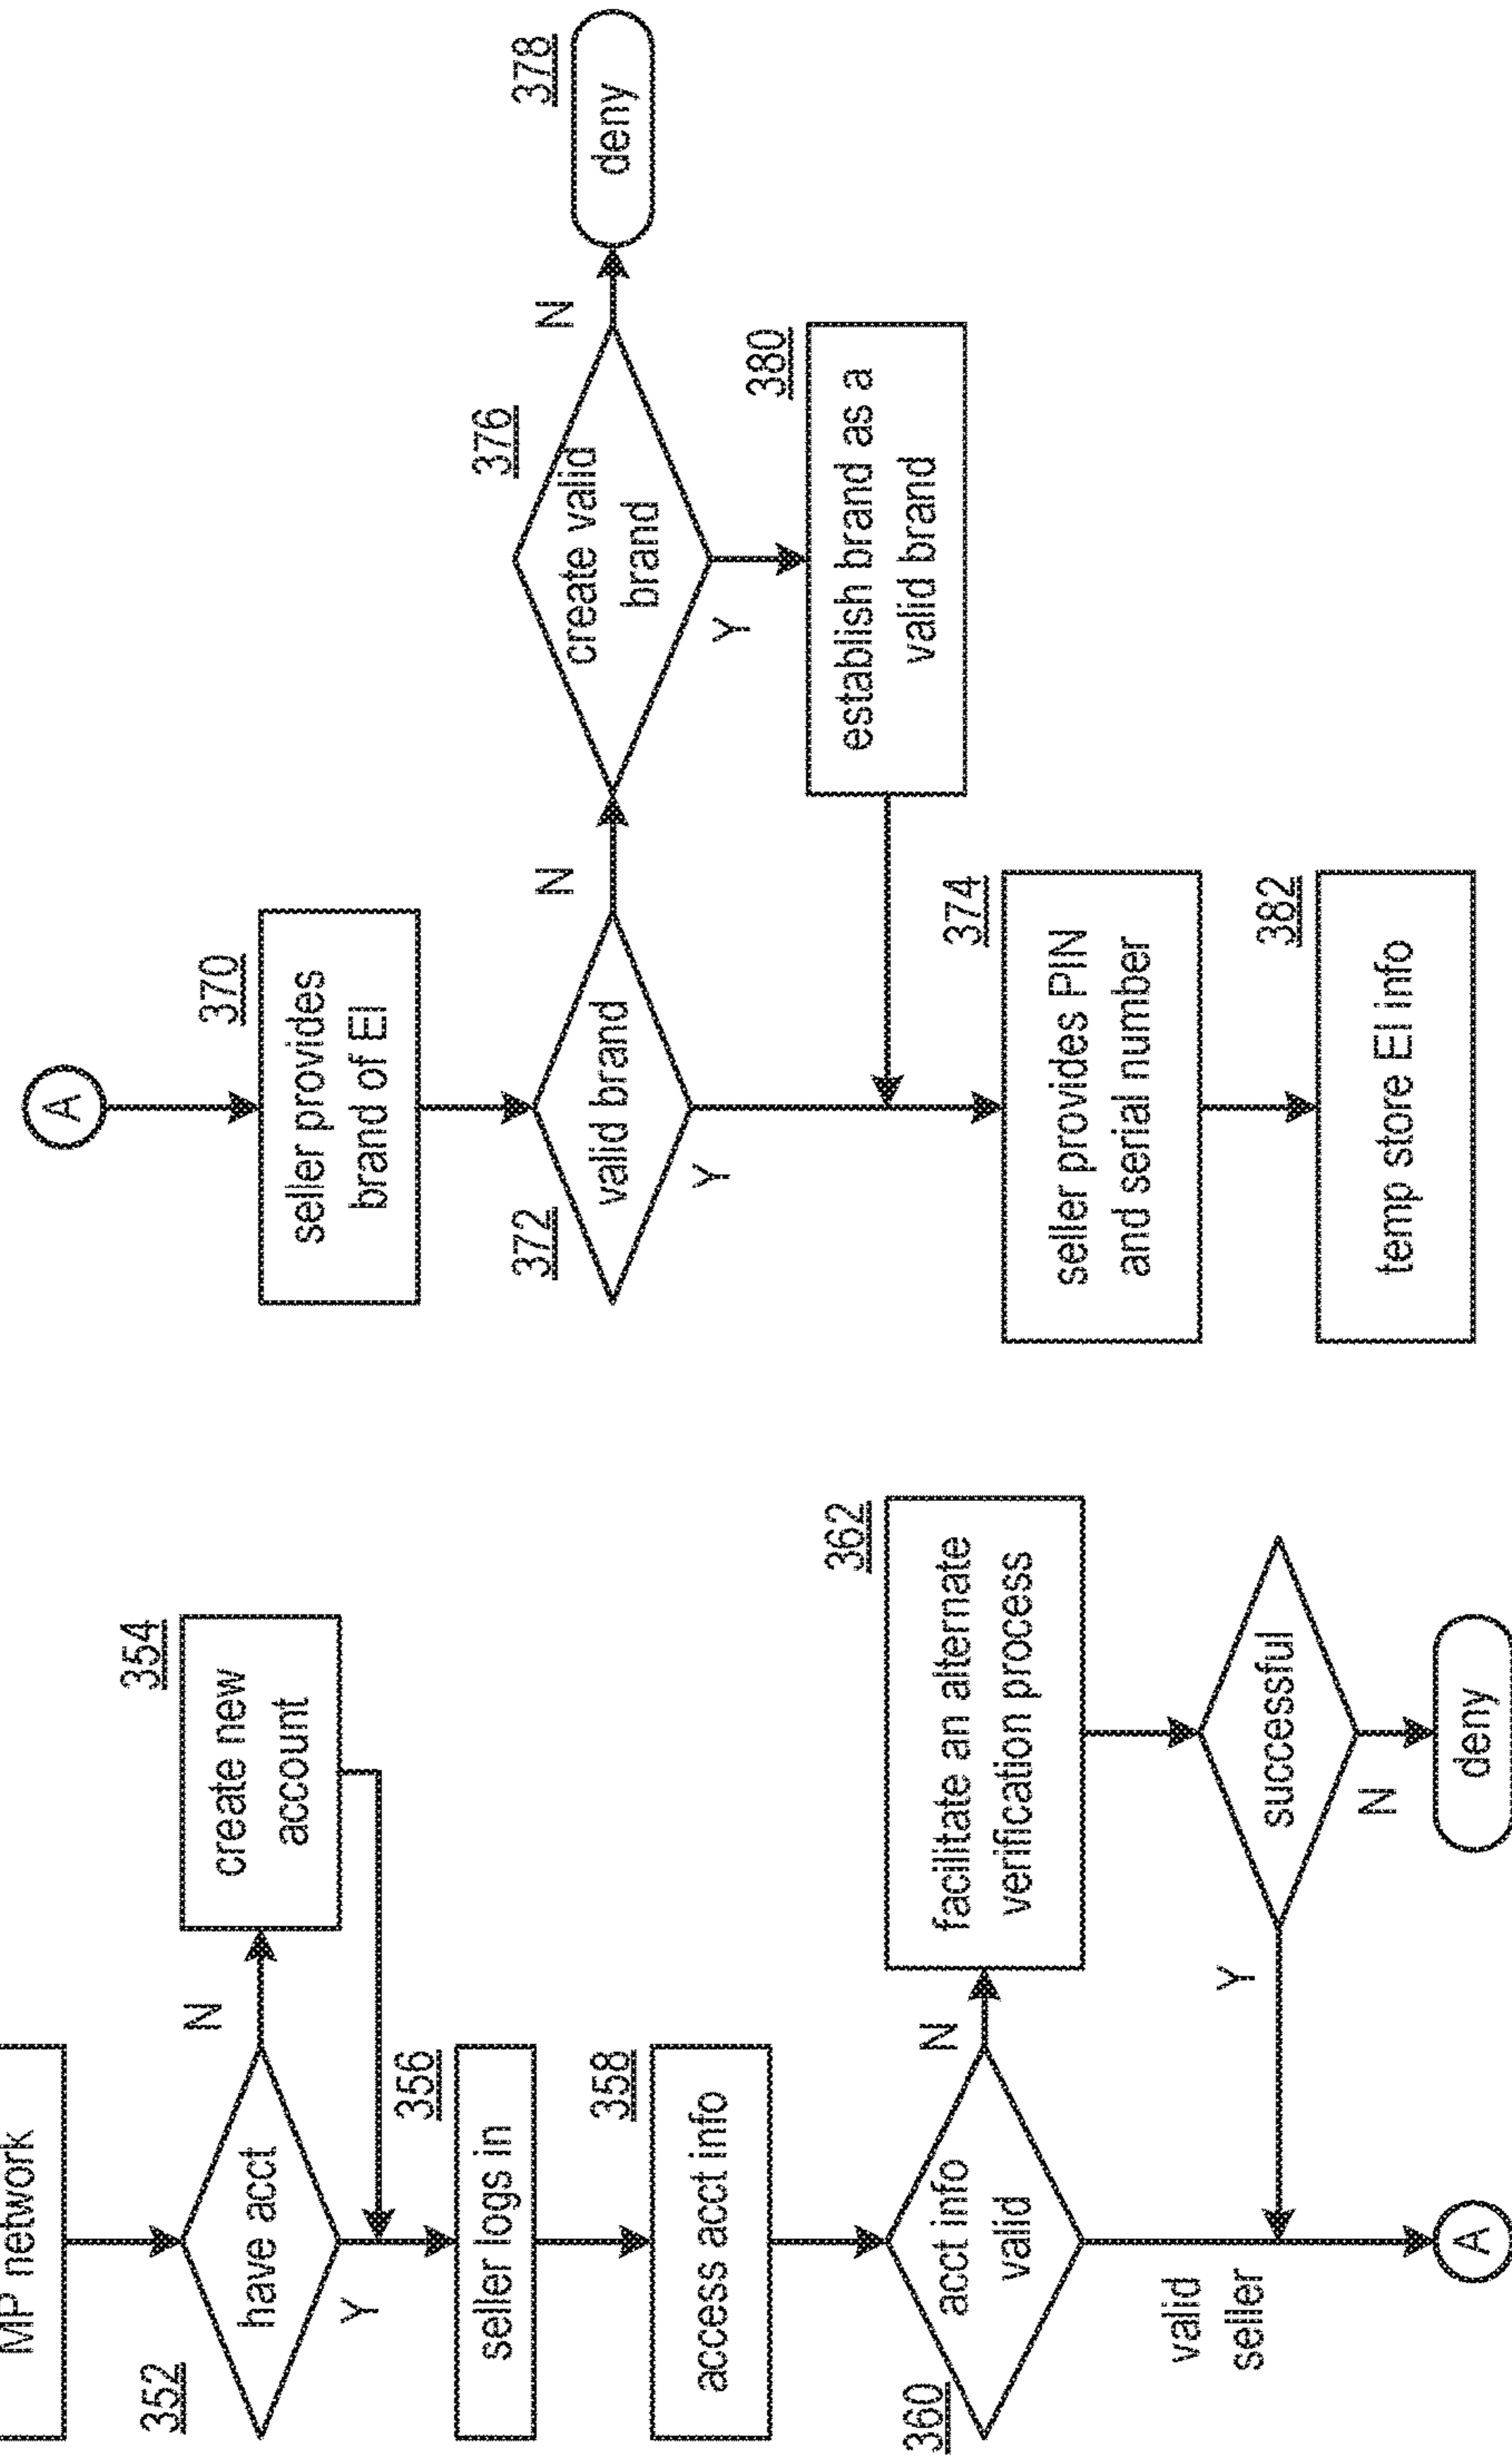 MP network
352
have acct
N
354
create new
account
Y
356
seller logs in
358
access acct info
360
acct info
valid
N
362
facilitate an alternate
verification process
successful
Y
N
deny
valid
seller
A
A
370
seller provides
brand of EI
372
valid brand
N
376
create valid
brand
N
378
deny
Y
380
establish brand as a
valid brand
Y
374
seller provides PIN
and serial number
382
temp store EI info